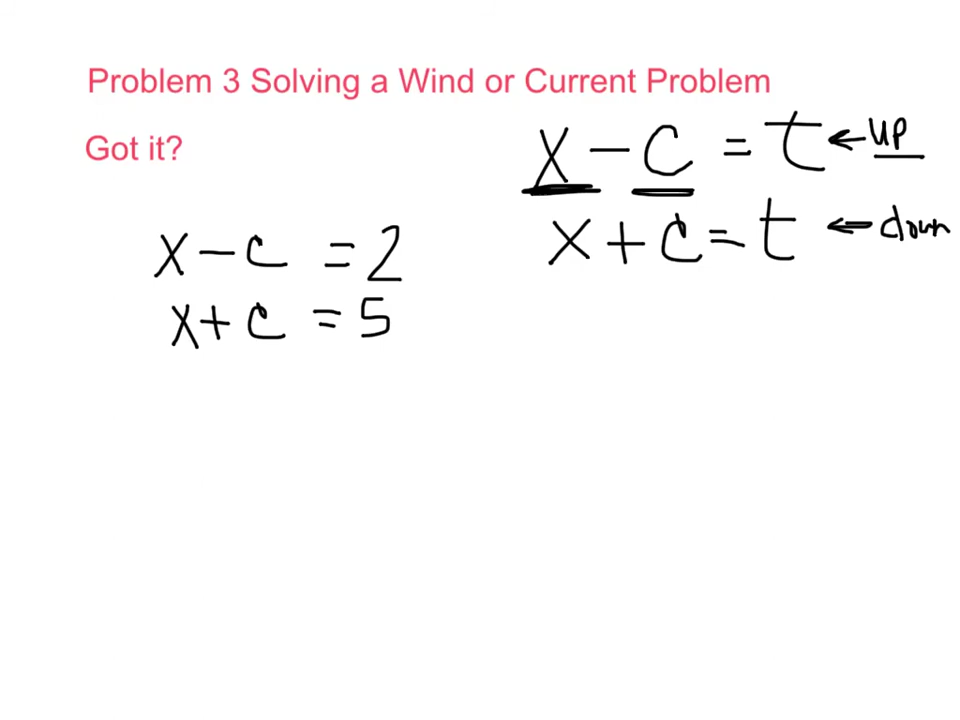 Problem 3 Solving a Wind or Current Problem
Got it?
x - c = t ← up
x + c = t ← down
x - c = 2
x + c = 5